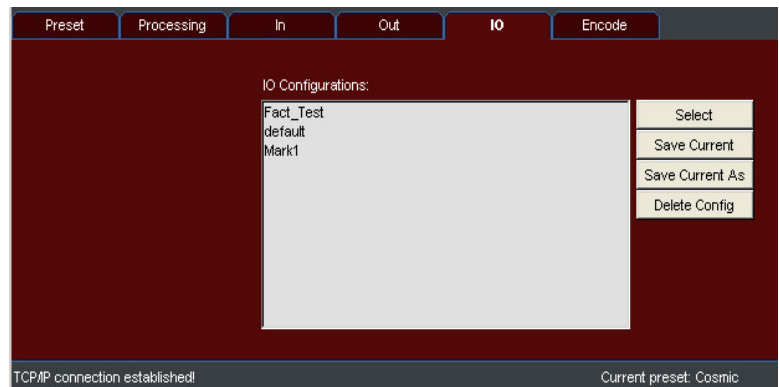 Preset Processing In Out IO Encode
IO Configurations:
Fact_Test
default
Mark1
Select
Save Current
Save Current As
Delete Config
TCP/IP connection established!
Current preset: Cosmic